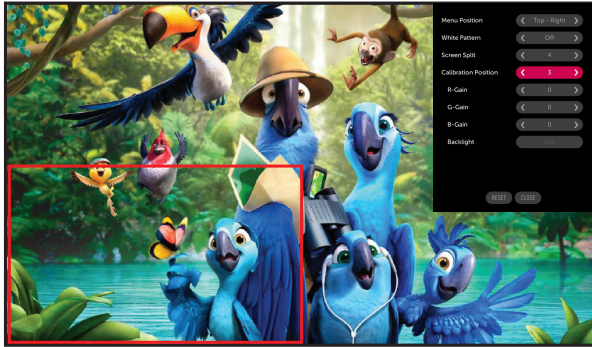 Menu Position < Top - Right >
White Pattern < Off >
Screen Split < 4 >
Calibration Position < 3 >
R-Gain < 0 >
G-Gain < 0 >
B-Gain < 0 >
Backlight
RESET CLOSE